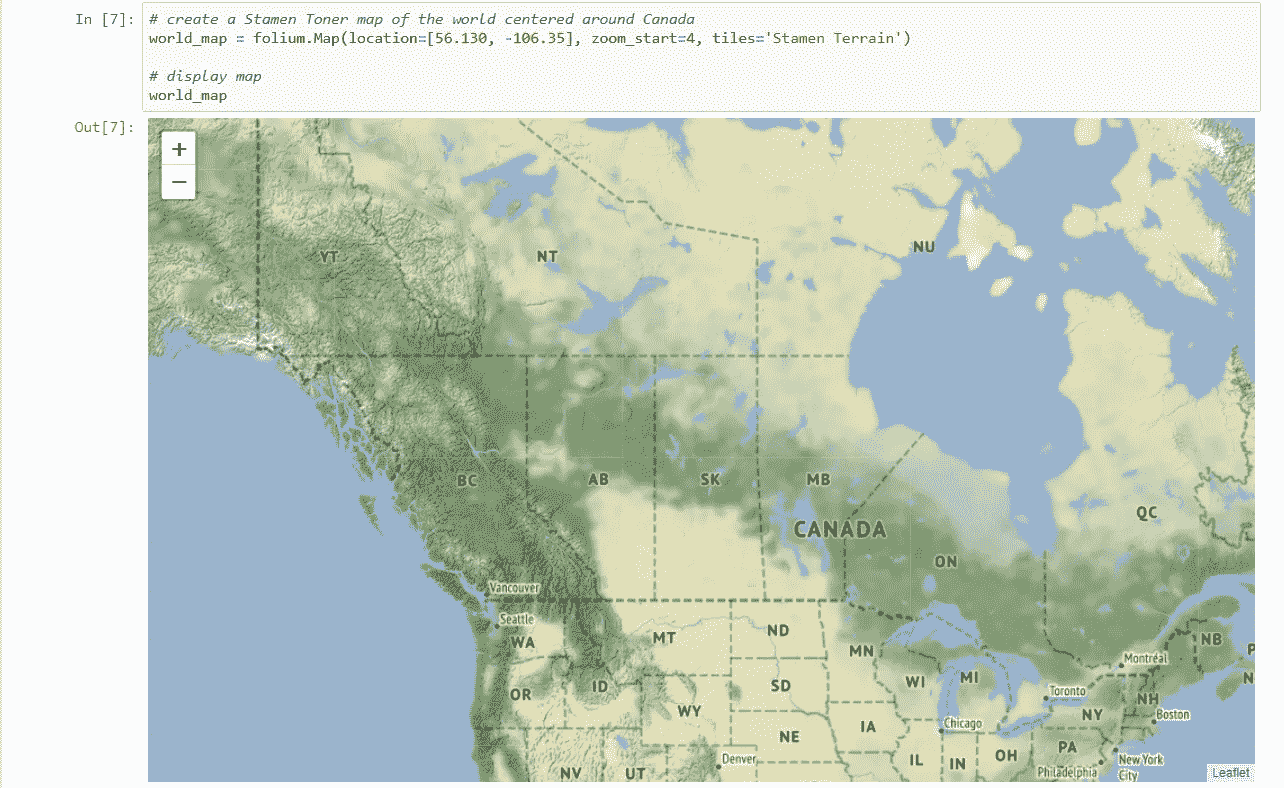 In [7]: # create a Stamen Toner map of the world centered around Canada
world_map = folium.Map(location=[56.130, -106.35], zoom_start=4, tiles='Stamen Terrain')
# display map
world_map
Out[7]:
+
−
NU
YT
NT
BC
AB
SK
MB
QC
CANADA
ON
Vancouver
Seattle
WA
MT
ND
NB
P
MN
Montréal
N
WI
MI
OR
ID
SD
Toronto
NH
WY
NY
Boston
IA
Chicago
NE
PA
Denver
IL
IN
OH
New York
City
NV
UT
Philadelphia
Leaflet